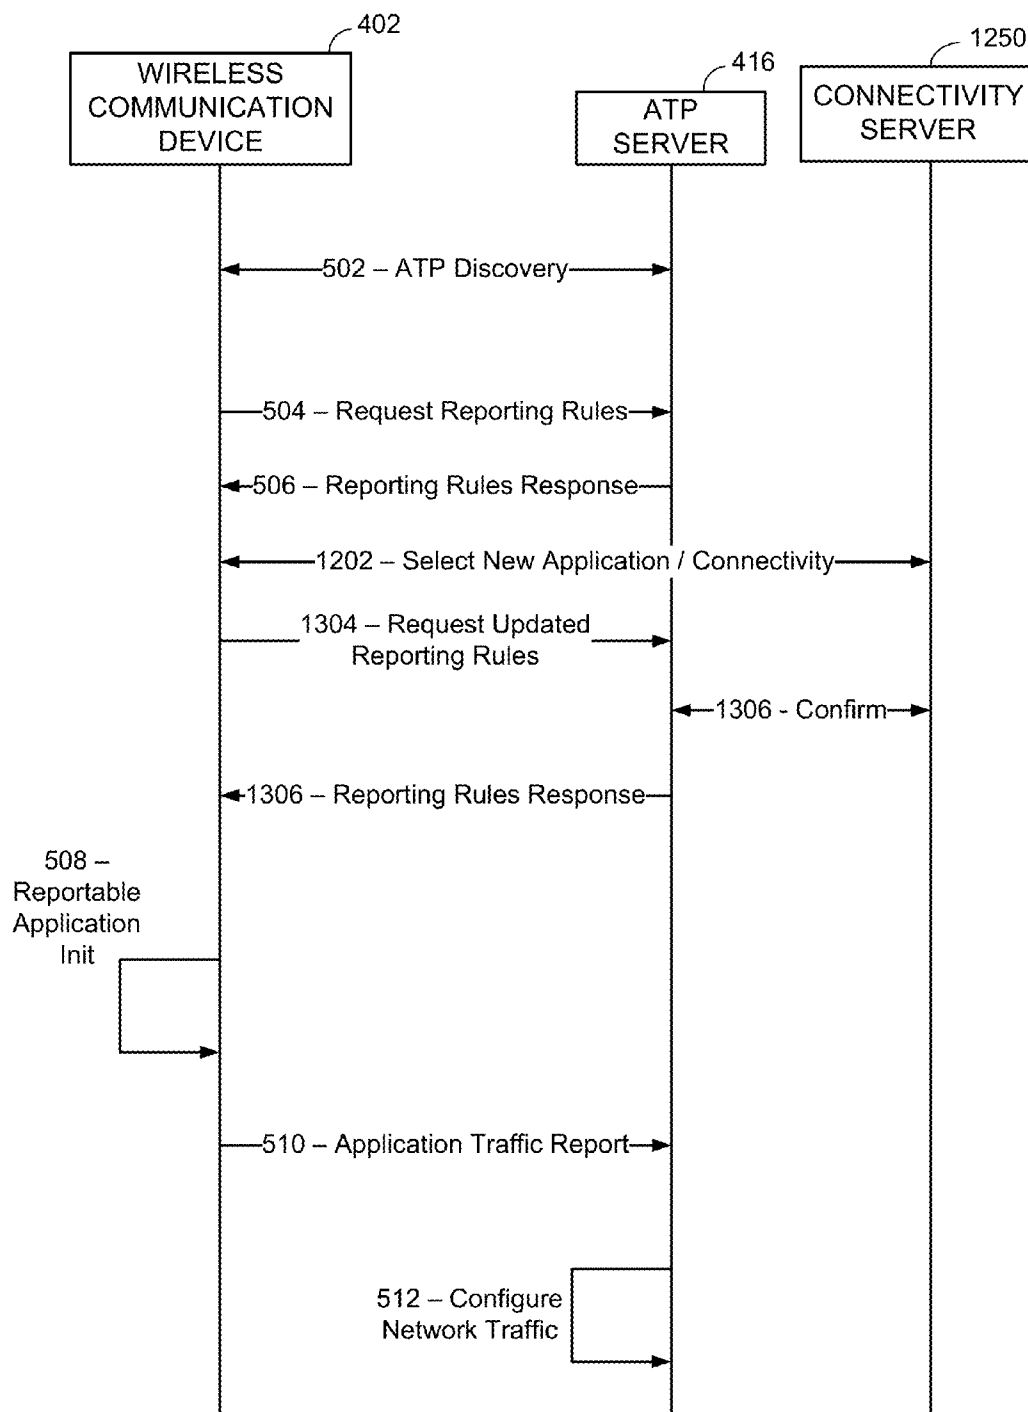 402
WIRELESS
COMMUNICATION
DEVICE
416
ATP
SERVER
1250
CONNECTIVITY
SERVER
502 – ATP Discovery
504 – Request Reporting Rules
506 – Reporting Rules Response
1202 – Select New Application / Connectivity
1304 – Request Updated
Reporting Rules
1306 - Confirm
1306 – Reporting Rules Response
508 –
Reportable
Application
Init
510 – Application Traffic Report
512 – Configure
Network Traffic